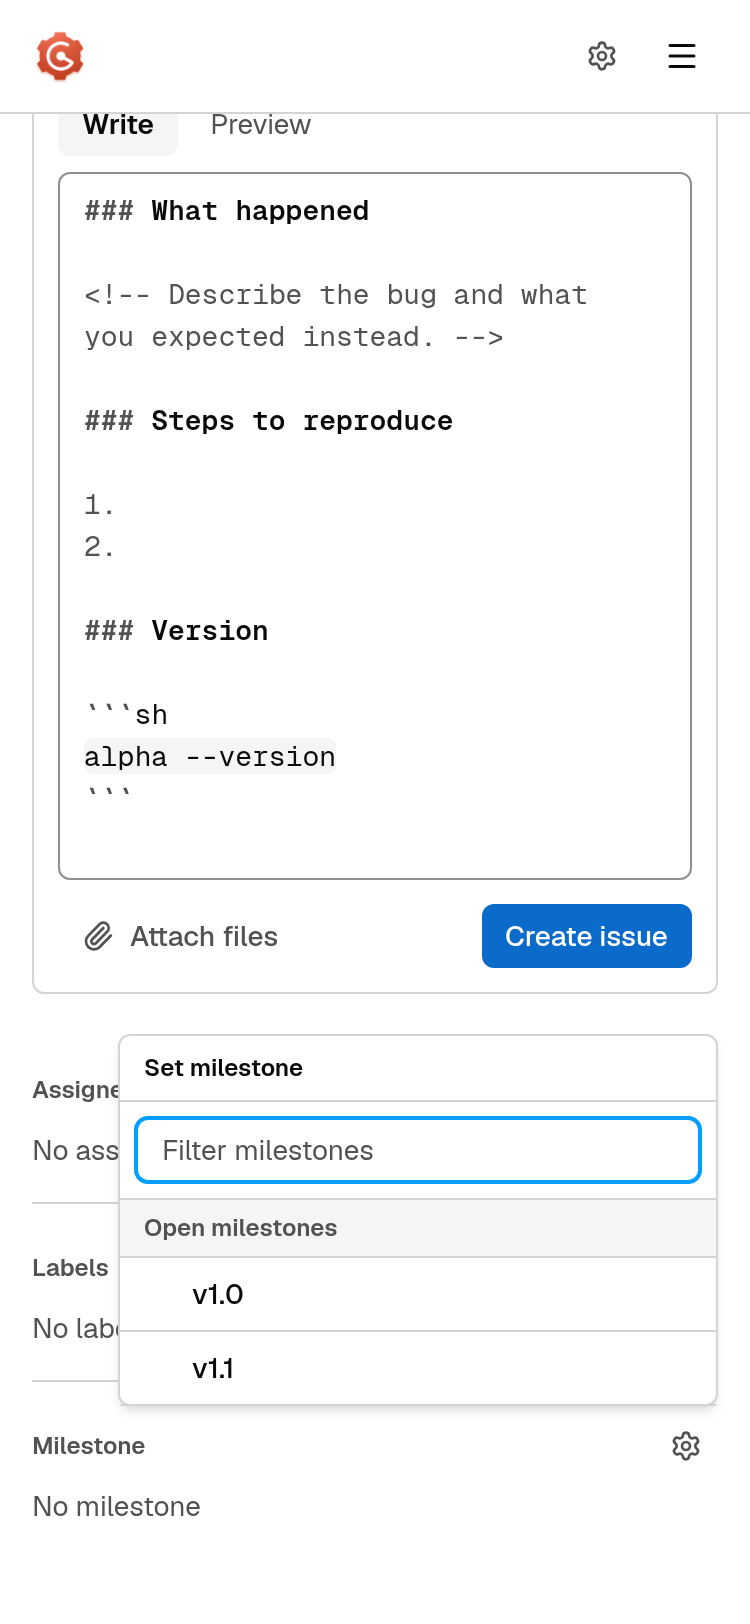 Write Preview
### What happened
<!-- Describe the bug and what
you expected instead. -->
### Steps to reproduce
1.
2.
### Version
```sh
alpha --version
```
Attach files Create issue
Set milestone
Filter milestones
Open milestones
v1.0
v1.1
Labels
Milestone
No milestone